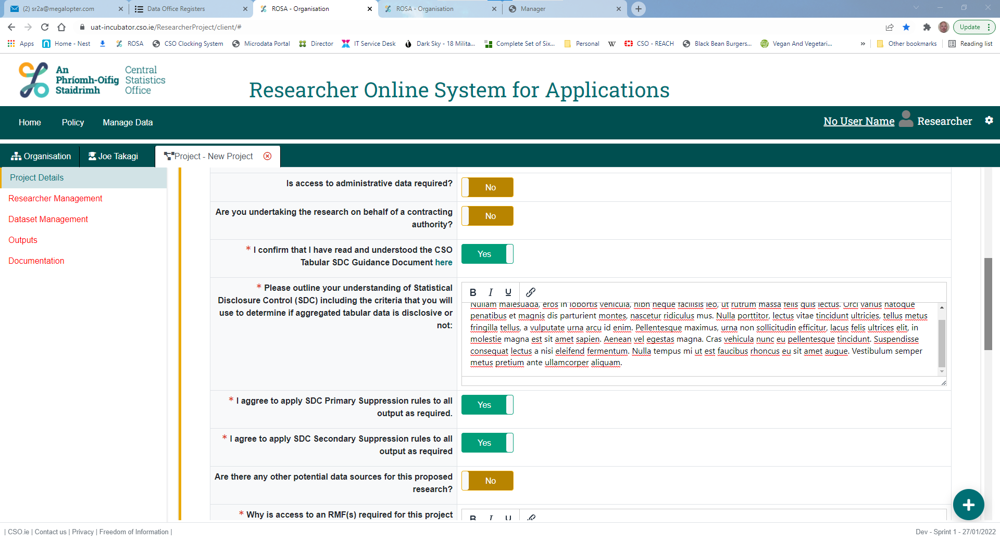 (2) sr2a@megalopter.com
Data Office Registers
ROSA - Organisation
ROSA - Organisation
Manager
uat-incubator.cso.ie/ResearcherProject/client/#
Update
Apps
Home - Nest
ROSA
CSO Clocking System
Microdata Portal
Director
IT Service Desk
Dark Sky - 18 Milita...
Complete Set of Six...
Personal
W
CSO - REACH
Black Bean Burgers...
Vegan And Vegetari...
»
Other bookmarks
Reading list
An
Phríomh-Oifig
Staidrimh
Central
Statistics
Office
Researcher Online System for Applications
Home
Policy
Manage Data
No User Name
Researcher
Organisation
Joe Takagi
Project - New Project
Project Details
Researcher Management
Dataset Management
Outputs
Documentation
Is access to administrative data required?
No
Are you undertaking the research on behalf of a contracting
authority?
No
* I confirm that I have read and understood the CSO
Tabular SDC Guidance Document here
Yes
* Please outline your understanding of Statistical
Disclosure Control (SDC) including the criteria that you will
use to determine if aggregated tabular data is disclosive or
not:
B I U
Nullam malesuada, eros in lobortis vehicula, nibh neque facilisis leo, ut rutrum massa felis quis lectus. Orci varius natoque
penatibus et magnis dis parturient montes, nascetur ridiculus mus. Nulla porttitor, lectus vitae tincidunt ultricies, tellus metus
fringilla tellus, a vulputate urna arcu id enim. Pellentesque maximus, urna non sollicitudin efficitur, lacus felis ultrices elit, in
molestie magna est sit amet sapien. Aenean vel egestas magna. Cras vehicula nunc eu pellentesque tincidunt. Suspendisse
consequat lectus a nisi eleifend fermentum. Nulla tempus mi ut est faucibus rhoncus eu sit amet augue. Vestibulum semper
metus pretium ante ullamcorper aliquam.
* I aggree to apply SDC Primary Suppression rules to all
output as required.
Yes
* I agree to apply SDC Secondary Suppression rules to all
output as required
Yes
Are there any other potential data sources for this proposed
research?
No
* Why is access to an RMF(s) required for this project
B I U
| CSO.ie | Contact us | Privacy | Freedom of Information |
Dev - Sprint 1 - 27/01/2022